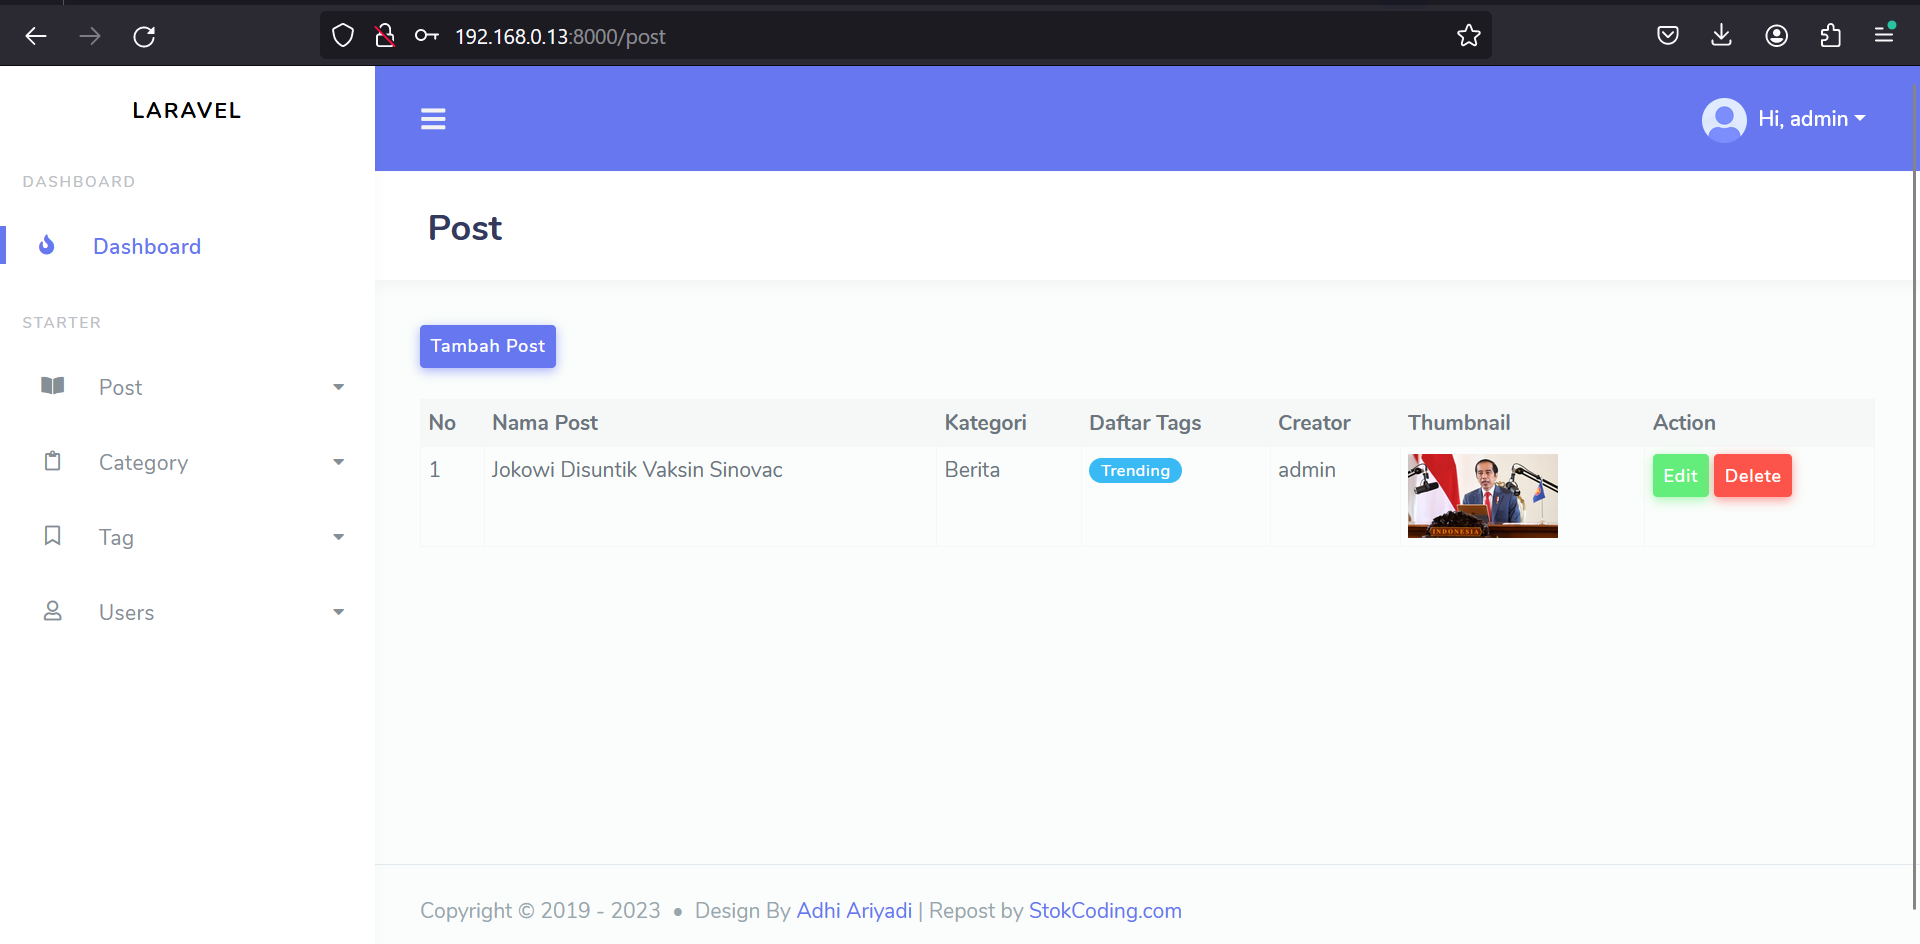 192.168.0.13:8000/post
LARAVEL
Hi, admin
DASHBOARD
Dashboard
STARTER
Post
Category
Tag
Users
Post
Tambah Post
No Nama Post Kategori Daftar Tags Creator Thumbnail Action
1 Jokowi Disuntik Vaksin Sinovac Berita Trending admin Edit Delete
INDONESIA
Copyright © 2019 - 2023 • Design By Adhi Ariyadi | Repost by StokCoding.com